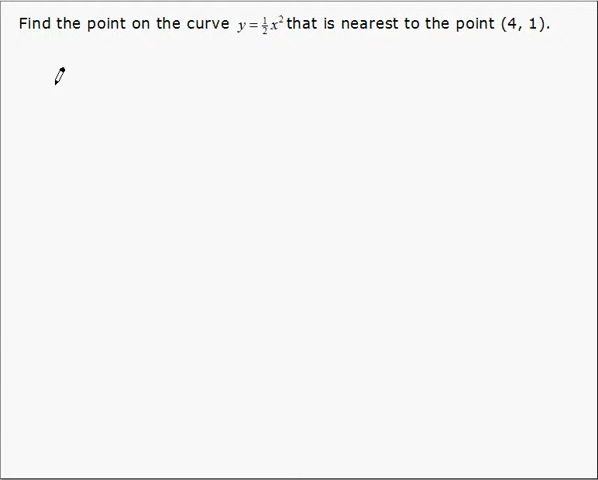 Find the point on the curve y = ½x² that is nearest to the point (4, 1).